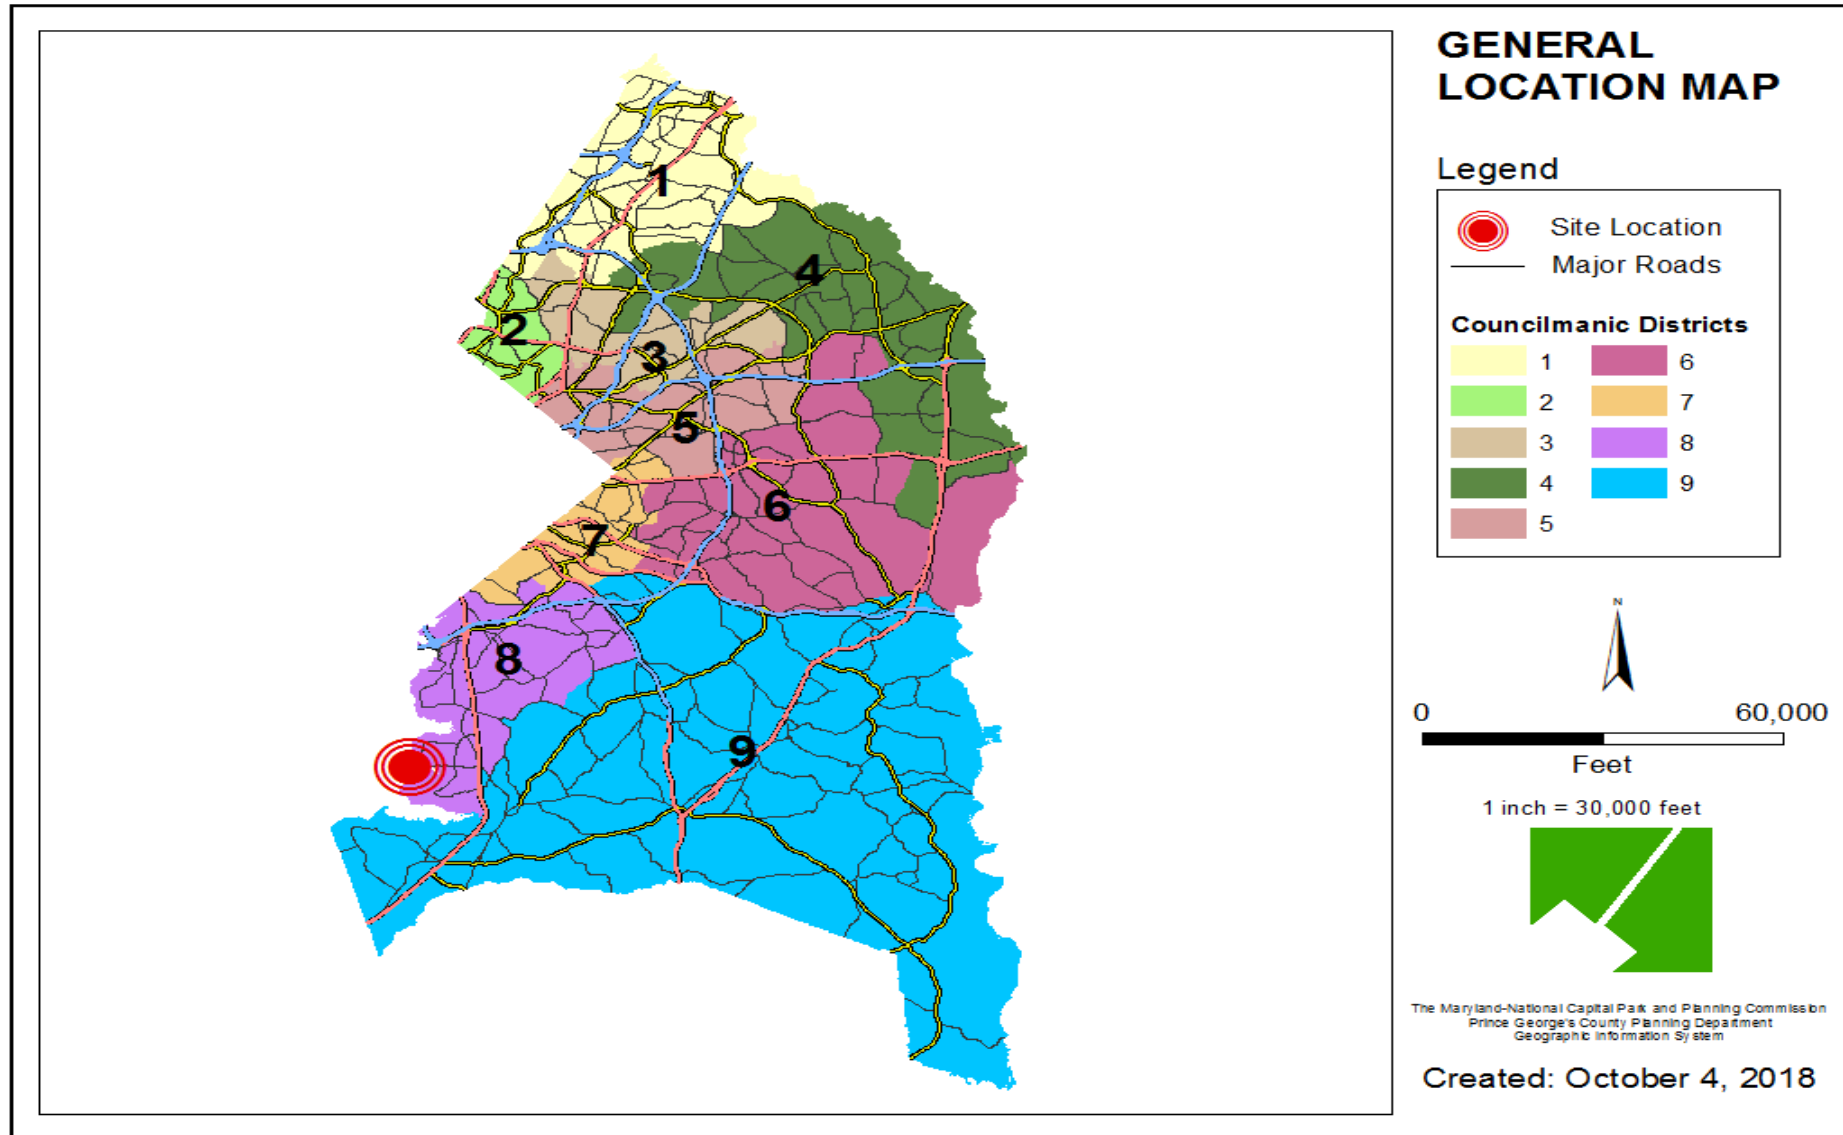 GENERAL
LOCATION MAP
Legend
Site Location
Major Roads
Councilmanic Districts
1 6
2 7
3 8
4 9
5
1
4
2
3
5
6
7
8
9
N
0 60,000
Feet
1 inch = 30,000 feet
The Maryland-National Capital Park and Planning Commission
Prince George's County Planning Department
Geographic Information System
Created: October 4, 2018